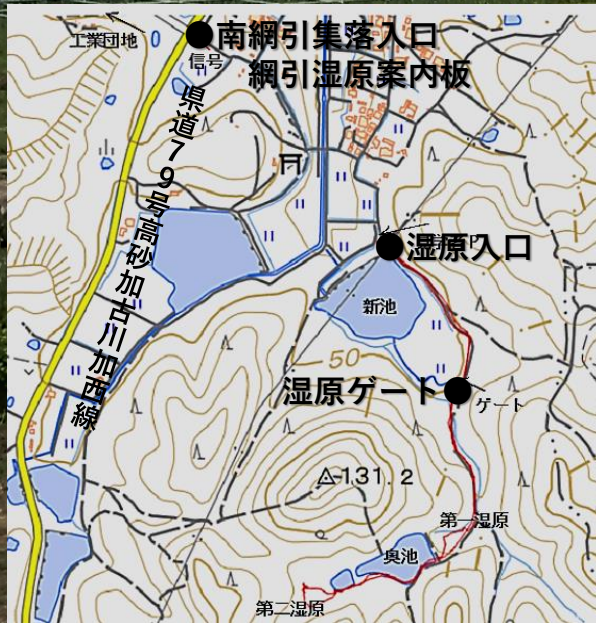 工業団地
南網引集落入口
信号
網引湿原案内板
県道79号高砂加古川加西線
湿原入口
新池
50
湿原ゲート
ゲート
131.2
第一湿原
奥池
第二湿原